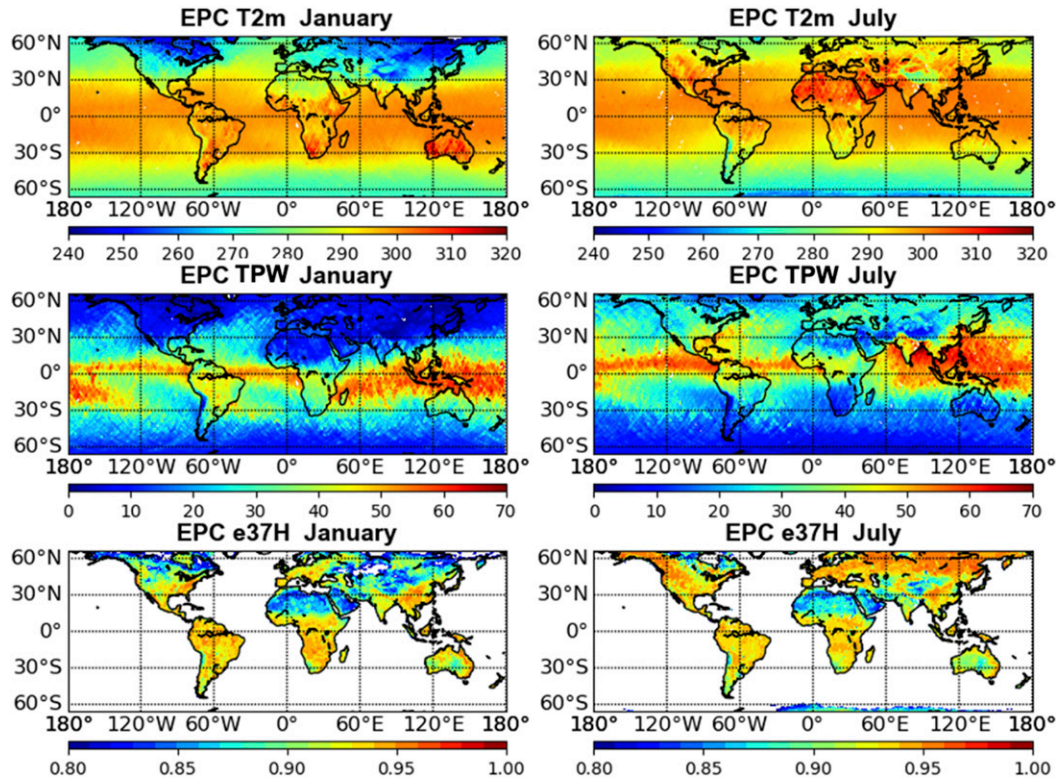 EPC T2m January
EPC T2m July
60°N
30°N
0°
30°S
60°S
180° 120°W 60°W 0° 60°E 120°E 180°
240 250 260 270 280 290 300 310 320
60°N
30°N
0°
30°S
60°S
180° 120°W 60°W 0° 60°E 120°E 180°
240 250 260 270 280 290 300 310 320
EPC TPW January
EPC TPW July
60°N
30°N
0°
30°S
60°S
180° 120°W 60°W 0° 60°E 120°E 180°
0 10 20 30 40 50 60 70
60°N
30°N
0°
30°S
60°S
180° 120°W 60°W 0° 60°E 120°E 180°
0 10 20 30 40 50 60 70
EPC e37H January
EPC e37H July
60°N
30°N
0°
30°S
60°S
180° 120°W 60°W 0° 60°E 120°E 180°
0.80 0.85 0.90 0.95 1.00
60°N
30°N
0°
30°S
60°S
180° 120°W 60°W 0° 60°E 120°E 180°
0.80 0.85 0.90 0.95 1.00